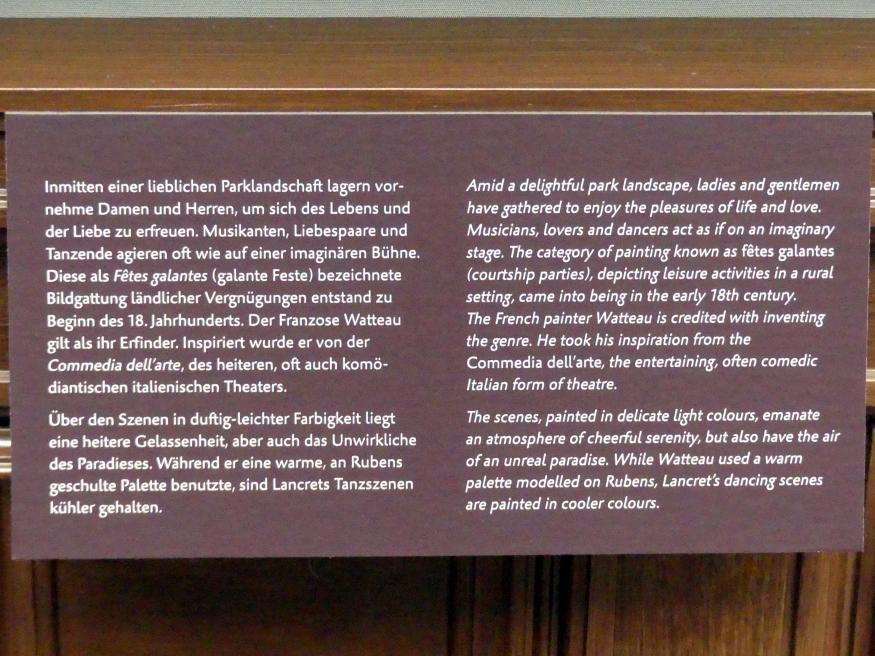 Inmitten einer lieblichen Parklandschaft lagern vor-
nehme Damen und Herren, um sich des Lebens und
der Liebe zu erfreuen. Musikanten, Liebespaare und
Tanzende agieren oft wie auf einer imaginären Bühne.
Diese als Fêtes galantes (galante Feste) bezeichnete
Bildgattung ländlicher Vergnügungen entstand zu
Beginn des 18. Jahrhunderts. Der Franzose Watteau
gilt als ihr Erfinder. Inspiriert wurde er von der
Commedia dell'arte, des heiteren, oft auch komö-
diantischen italienischen Theaters.
Über den Szenen in duftig-leichter Farbigkeit liegt
eine heitere Gelassenheit, aber auch das Unwirkliche
des Paradieses. Während er eine warme, an Rubens
geschulte Palette benutzte, sind Lancrets Tanzszenen
kühler gehalten.
Amid a delightful park landscape, ladies and gentlemen
have gathered to enjoy the pleasures of life and love.
Musicians, lovers and dancers act as if on an imaginary
stage. The category of painting known as fêtes galantes
(courtship parties), depicting leisure activities in a rural
setting, came into being in the early 18th century.
The French painter Watteau is credited with inventing
the genre. He took his inspiration from the
Commedia dell'arte, the entertaining, often comedic
Italian form of theatre.
The scenes, painted in delicate light colours, emanate
an atmosphere of cheerful serenity, but also have the air
of an unreal paradise. While Watteau used a warm
palette modelled on Rubens, Lancret's dancing scenes
are painted in cooler colours.